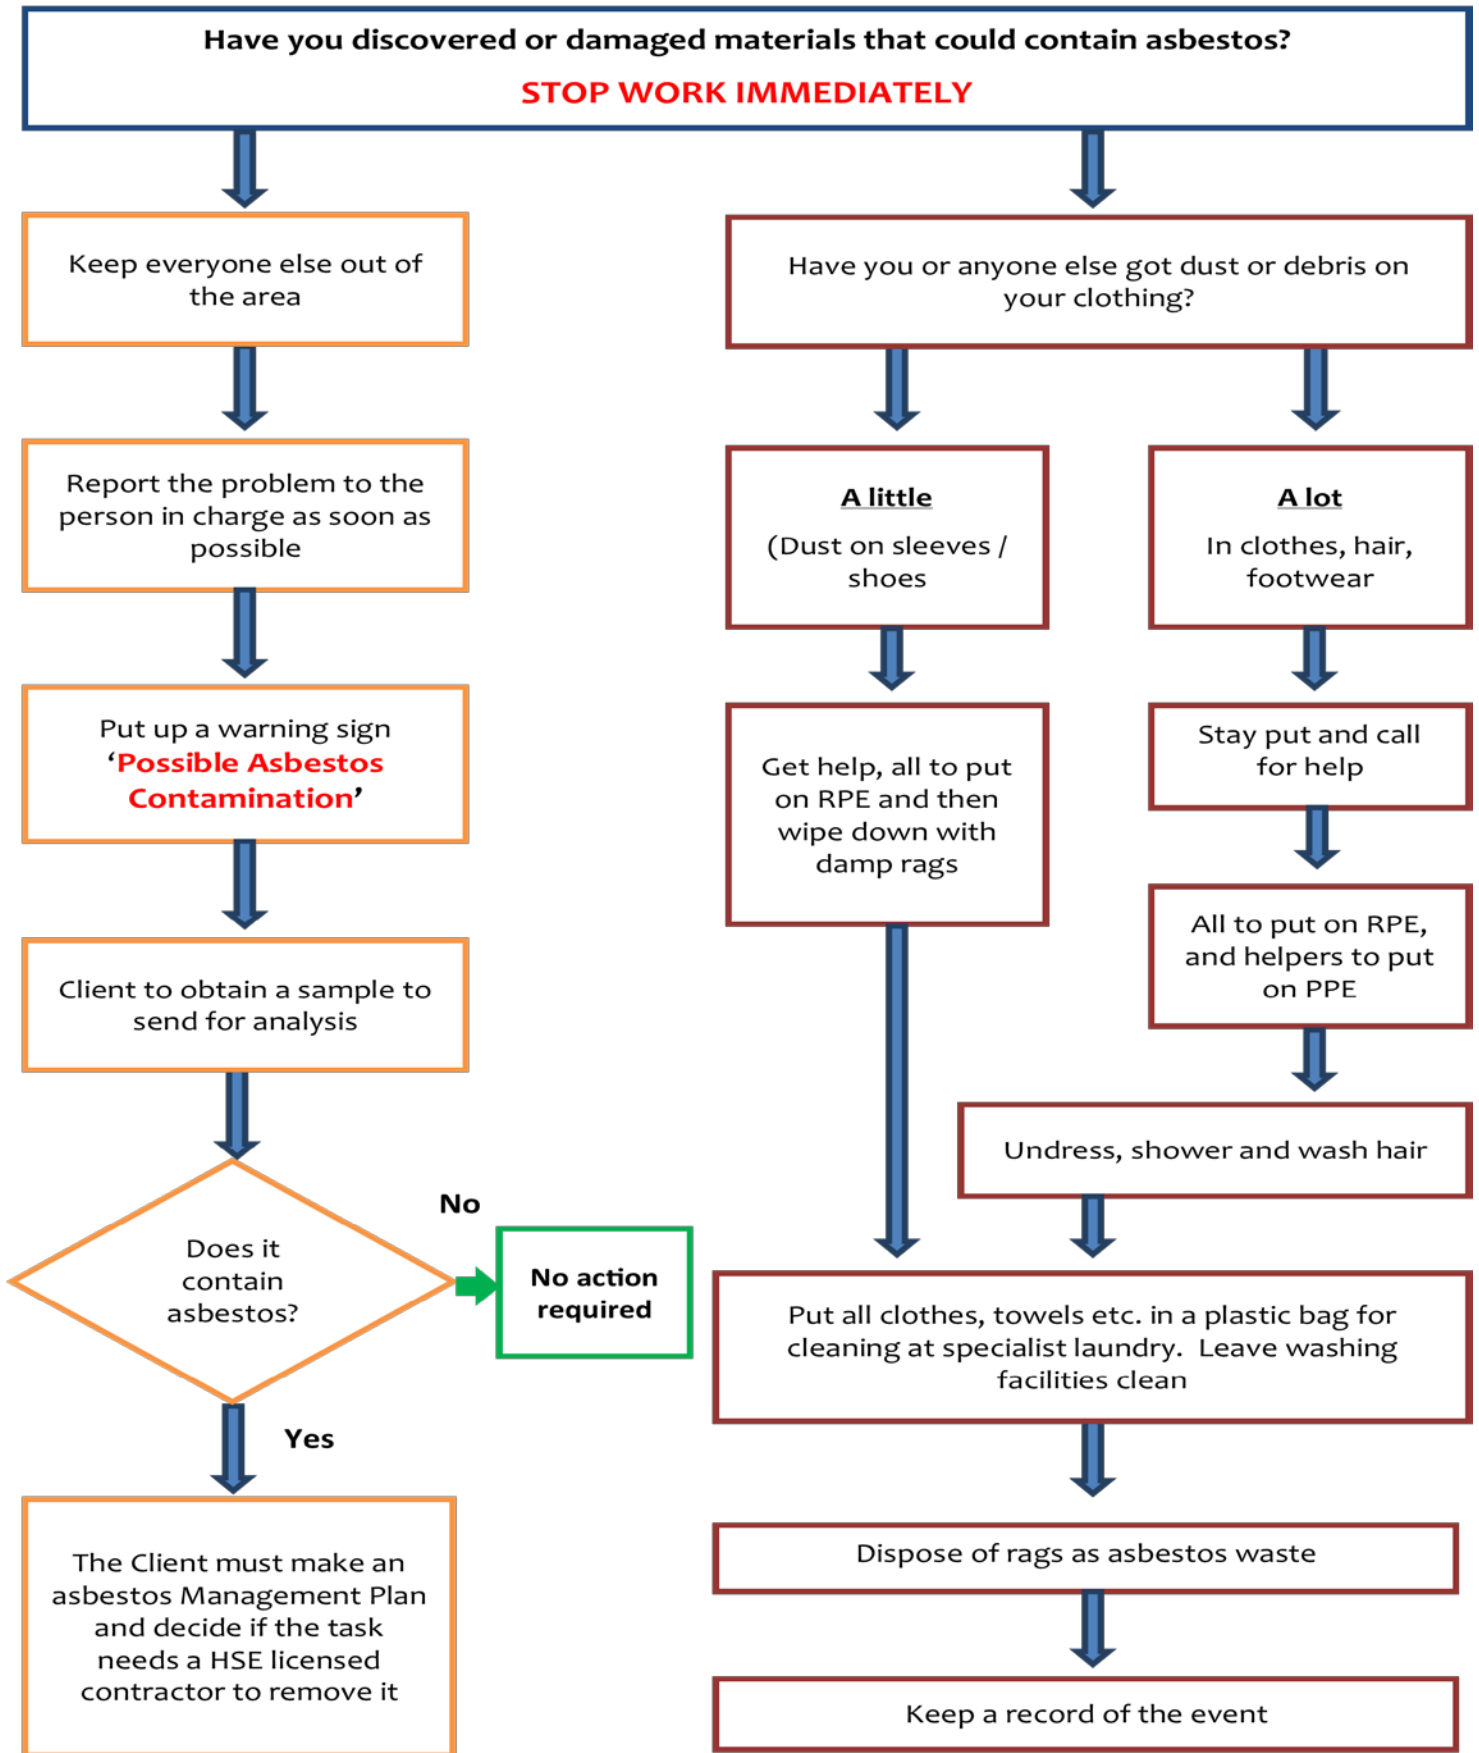 Have you discovered or damaged materials that could contain asbestos?
STOP WORK IMMEDIATELY
Keep everyone else out of
the area
Report the problem to the
person in charge as soon as
possible
Put up a warning sign
‘Possible Asbestos
Contamination’
Client to obtain a sample to
send for analysis
Does it
contain
asbestos?
No
No action
required
Yes
The Client must make an
asbestos Management Plan
and decide if the task
needs a HSE licensed
contractor to remove it
Have you or anyone else got dust or debris on
your clothing?
A little
(Dust on sleeves /
shoes
Get help, all to put
on RPE and then
wipe down with
damp rags
A lot
In clothes, hair,
footwear
Stay put and call
for help
All to put on RPE,
and helpers to put
on PPE
Undress, shower and wash hair
Put all clothes, towels etc. in a plastic bag for
cleaning at specialist laundry.  Leave washing
facilities clean
Dispose of rags as asbestos waste
Keep a record of the event